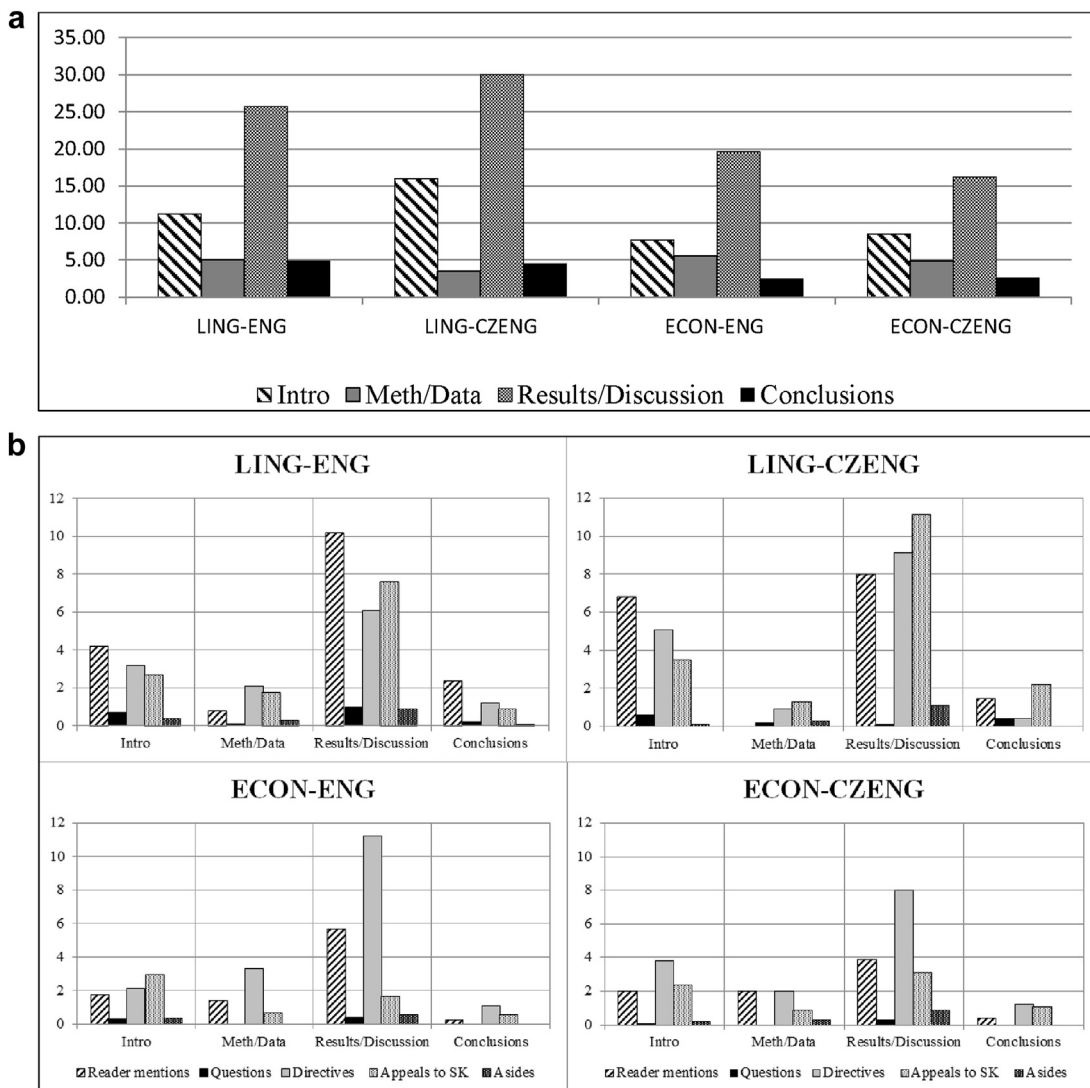 a
35.00
30.00
25.00
20.00
15.00
10.00
5.00
0.00
LING-ENG LING-CZENG ECON-ENG ECON-CZENG
Intro Meth/Data Results/Discussion Conclusions
b
LING-ENG
12
10
8
6
4
2
0
Intro Meth/Data Results/Discussion Conclusions
LING-CZENG
12
10
8
6
4
2
0
Intro Meth/Data Results/Discussion Conclusions
ECON-ENG
12
10
8
6
4
2
0
Intro Meth/Data Results/Discussion Conclusions
Reader mentions Questions Directives Appeals to SK Asides
ECON-CZENG
12
10
8
6
4
2
0
Intro Meth/Data Results/Discussion Conclusions
Reader mentions Questions Directives Appeals to SK Asides